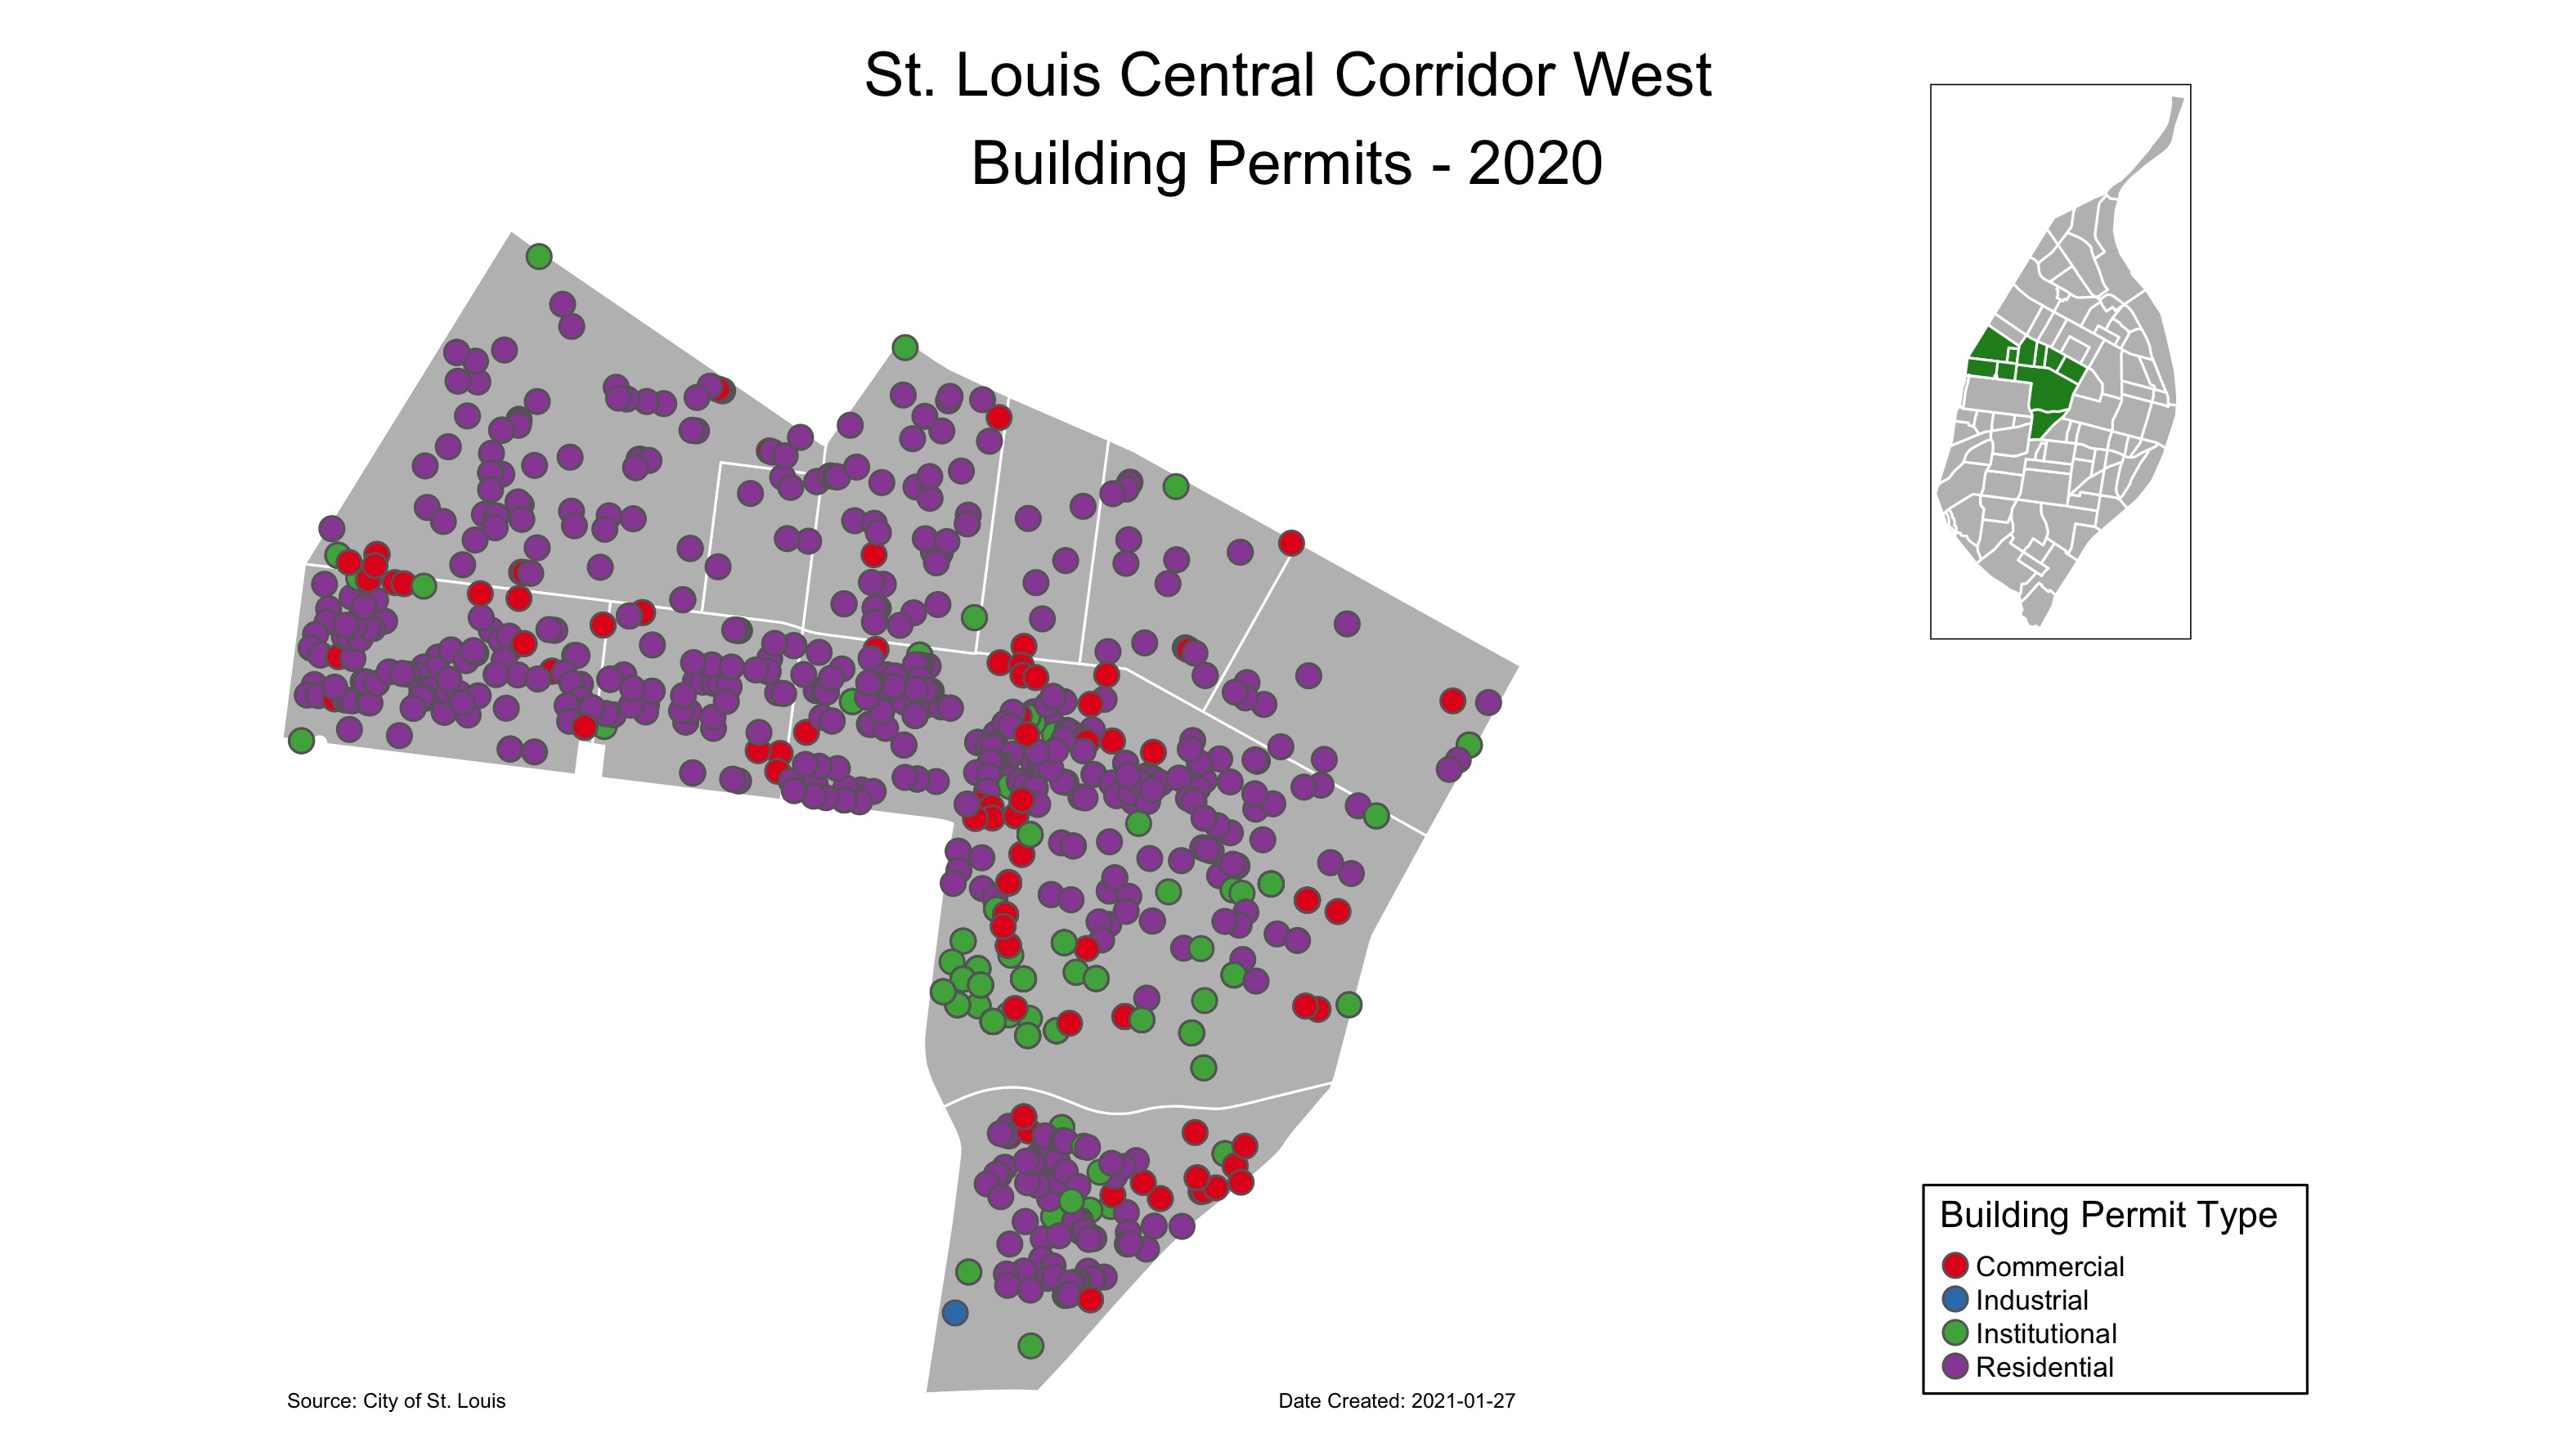 St. Louis Central Corridor West
Building Permits - 2020
Building Permit Type
Commercial
Industrial
Institutional
Residential
Source: City of St. Louis
Date Created: 2021-01-27